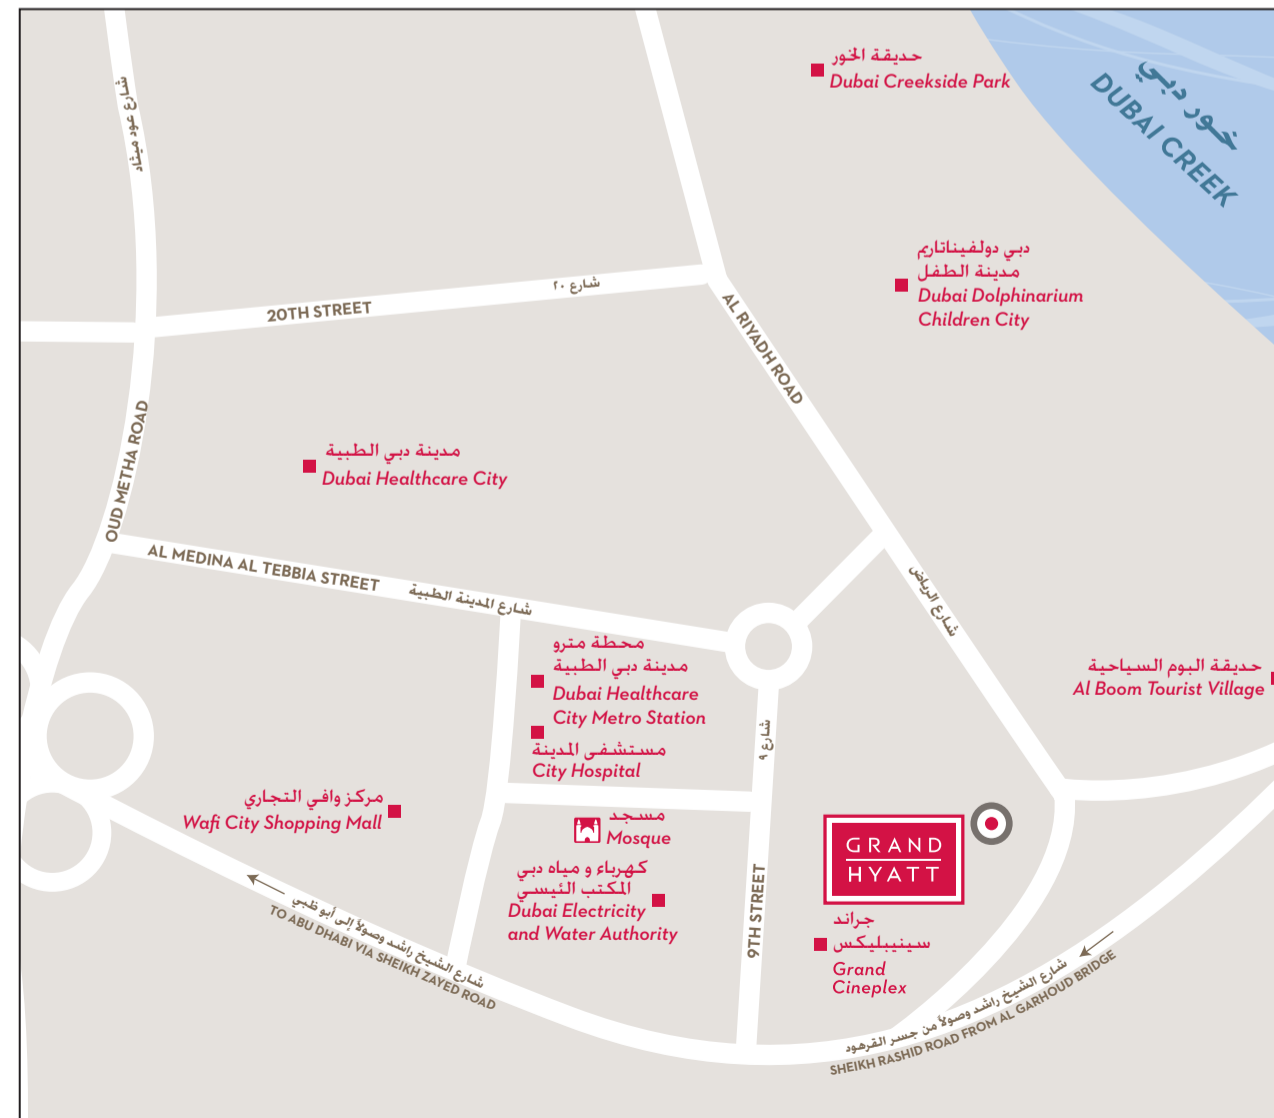 حديقة الخور
Dubai Creekside Park
خور دبي
DUBAI CREEK
شارع عود ميثاد
دبي دولفيناتاريم
مدينة الطفل
Dubai Dolphinarium
Children City
20TH STREET
شارع ٢٠
AL RIYADH ROAD
OUD METHA ROAD
مدينة دبي الطبية
Dubai Healthcare City
AL MEDINA AL TEBBIA STREET
شارع المدينة الطبية
شارع الرياض
محطة مترو
مدينة دبي الطبية
Dubai Healthcare
City Metro Station
مستشفى المدينة
City Hospital
حديقة البوم السياحية
Al Boom Tourist Village
شارع ٩
مركز وافي التجاري
Wafi City Shopping Mall
مسجد
Mosque
GRAND
HYATT
كهرباء و مياه دبي
المكتب الئيسي
Dubai Electricity
and Water Authority
9TH STREET
جراند
سينيبليكس
Grand
Cineplex
شارع الشيخ راشد وصولاً إلى أبو ظبي
TO ABU DHABI VIA SHEIKH ZAYED ROAD
شارع الشيخ راشد وصولاً من جسر القرهود
SHEIKH RASHID ROAD FROM AL GARHOUD BRIDGE